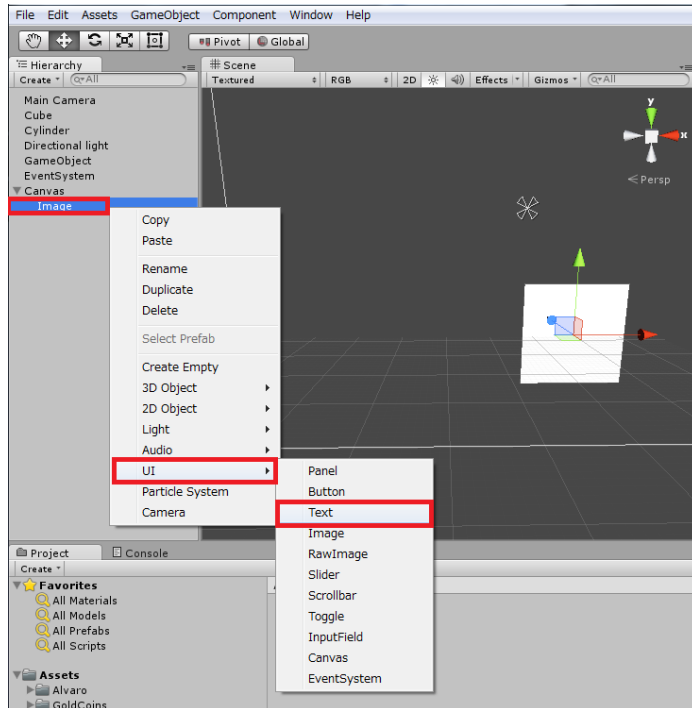 File Edit Assets GameObject Component Window Help
Pivot Global
Hierarchy
Create All
Main Camera
Cube
Cylinder
Directional light
GameObject
EventSystem
Canvas
Image
# Scene
Textured RGB 2D Effects Gizmos All
y
x
Persp
Copy
Paste
Rename
Duplicate
Delete
Select Prefab
Create Empty
3D Object
2D Object
Light
Audio
UI
Particle System
Camera
Panel
Button
Text
Image
RawImage
Slider
Scrollbar
Toggle
InputField
Canvas
EventSystem
Project Console
Create
Favorites
All Materials
All Models
All Prefabs
All Scripts
Assets
Alvaro
GoldCoins